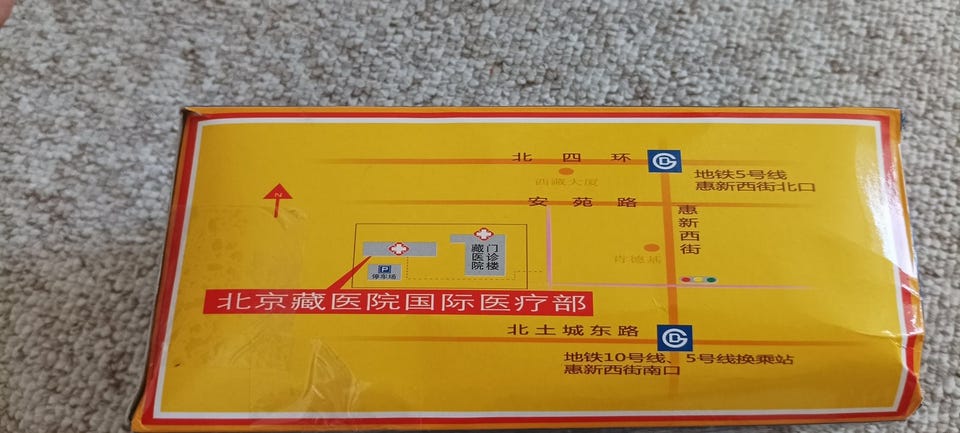 北四环
地铁5号线
惠新西街北口
西藏大厦
安苑路
N
惠新西街
肯德基
藏医院
门诊楼
P
停车场
北京藏医院国际医疗部
北土城东路
地铁10号线、5号线换乘站
惠新西街南口